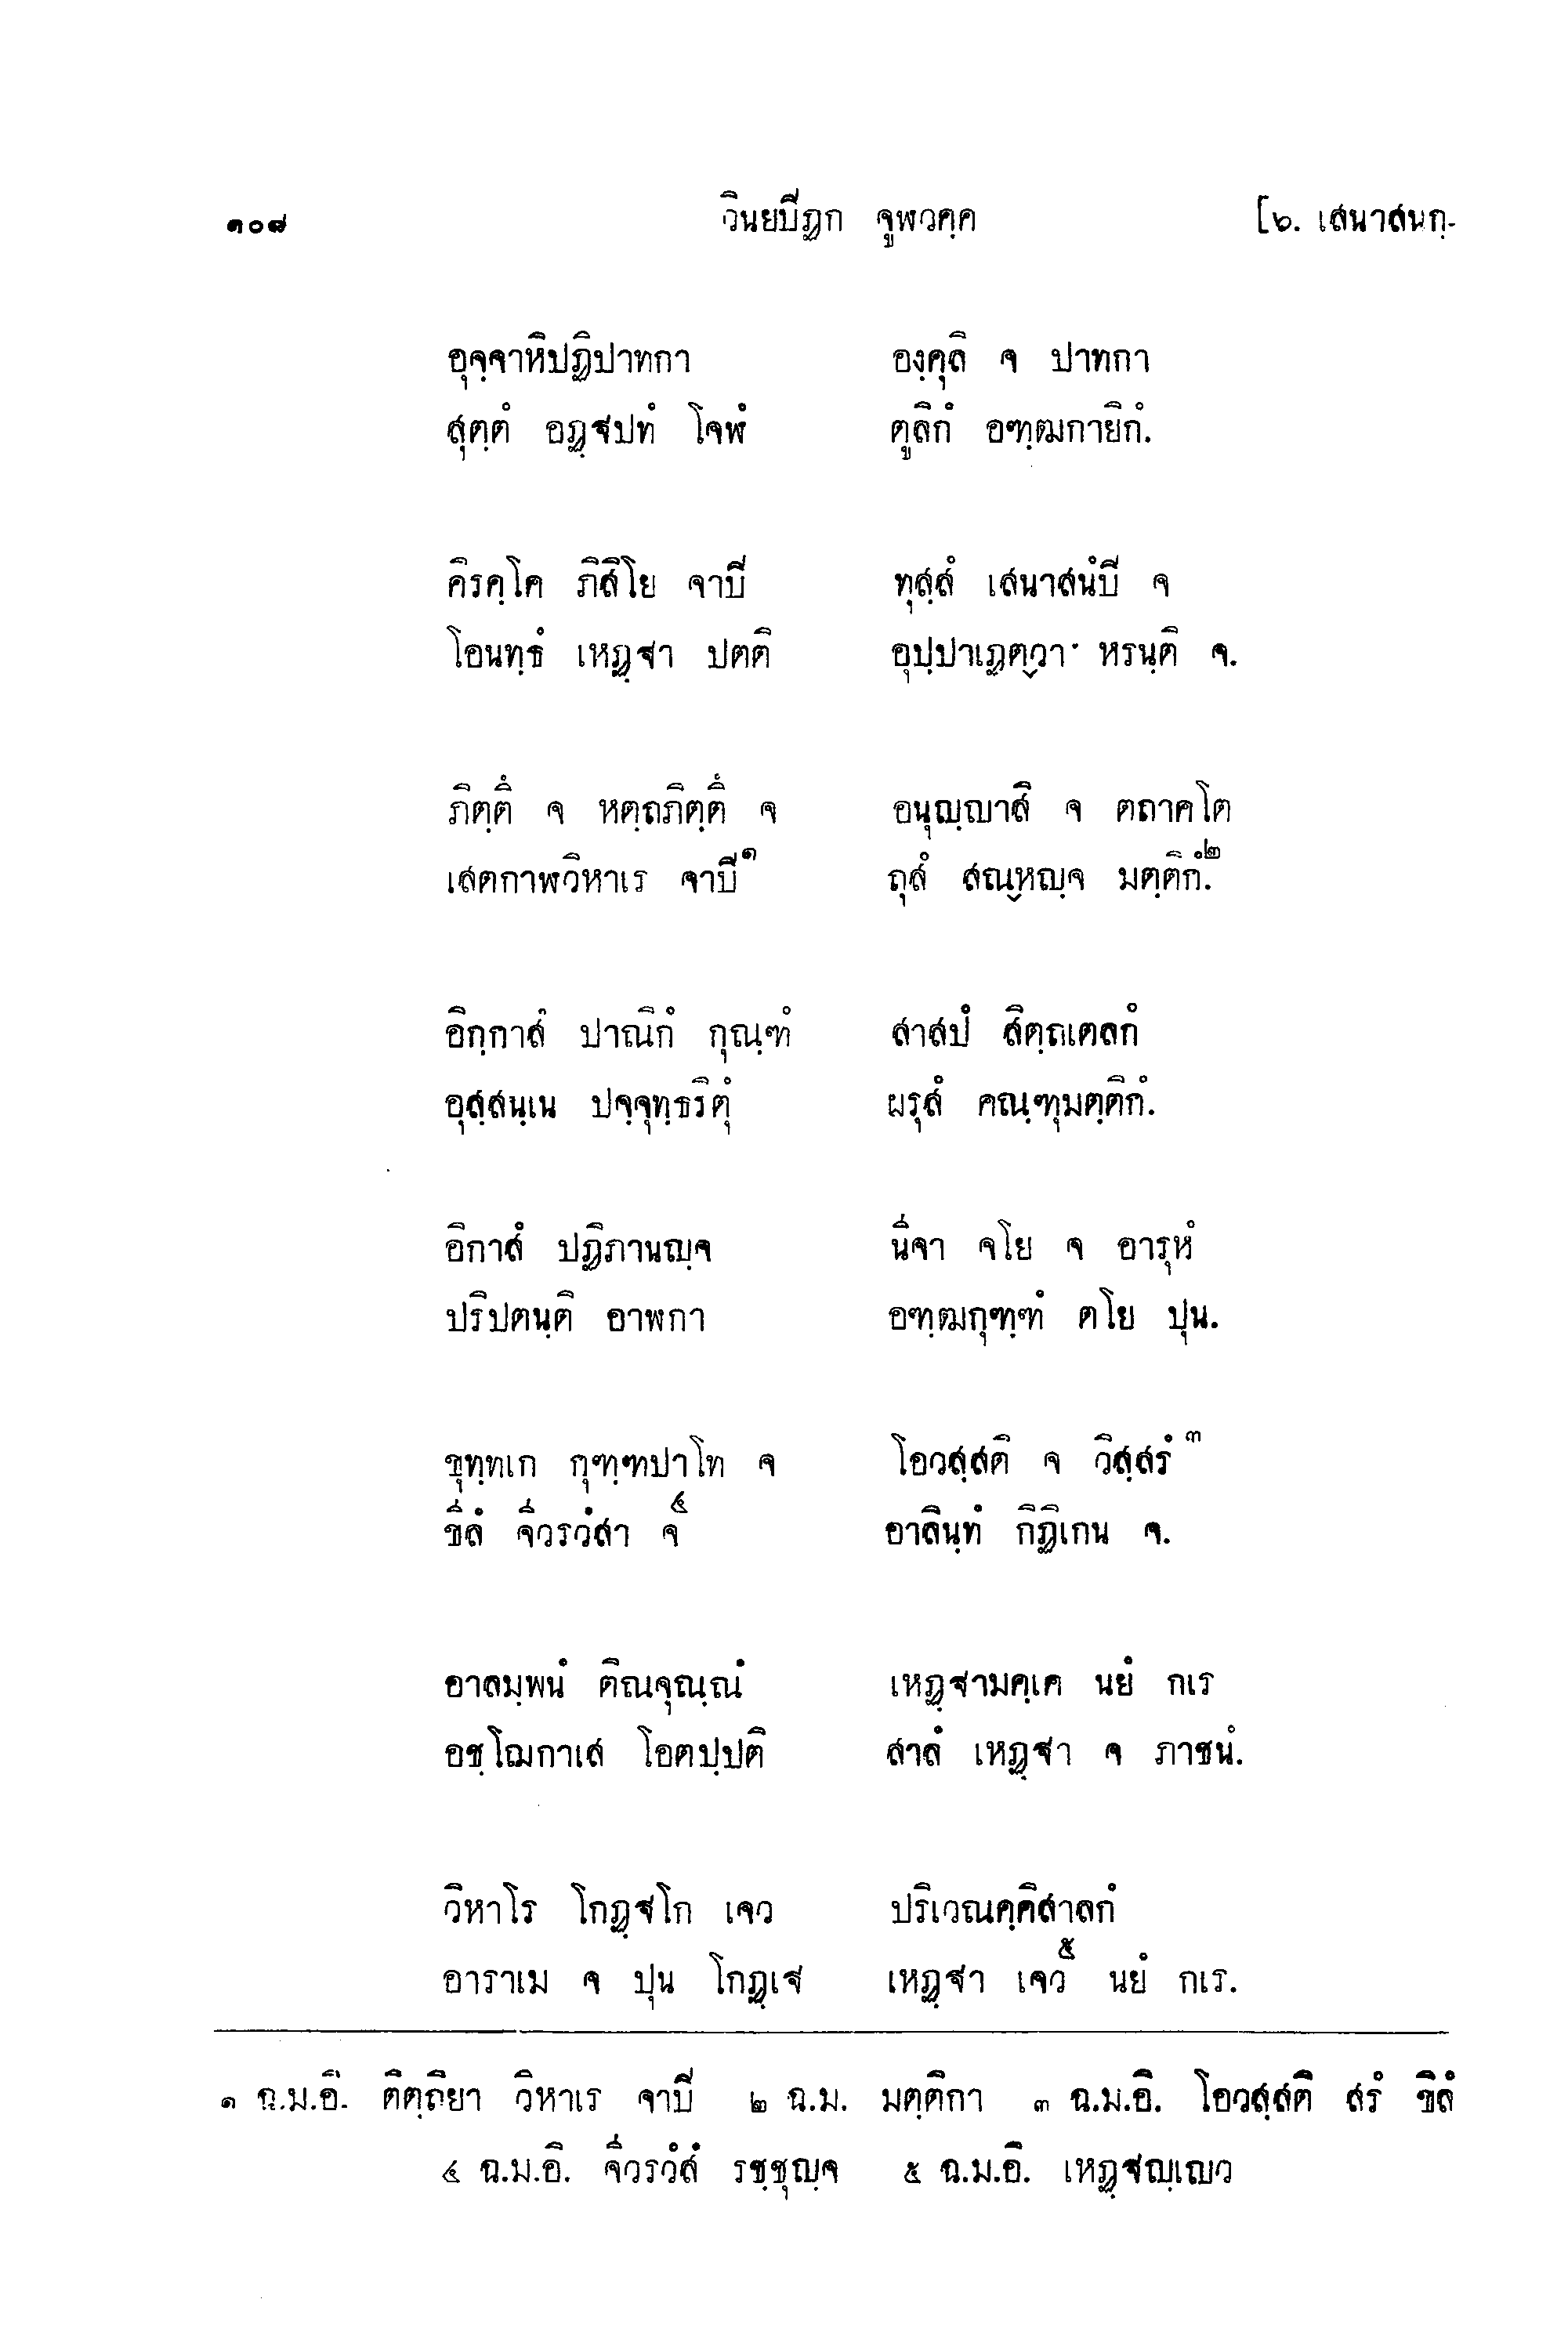 ๑๐๘ วินยปีฏก จูฬวคฺค [๖. เสนาสนกฺ-
อุจฺจาหิปฏิปาทกา องฺคุลิ จ ปาทกา
สุตฺตํ อฏฺฐปทํ โจฬํ ตูลิกํ อฑฺฒกายิกํ.
คิรคฺโค ภิสิโย จาปี ทุสฺสํ เสนาสนํปี จ
โอนทฺธํ เหฏฺฐา ปตติ อุปฺปาเฏตฺวา หรนฺติ จ.
ภิตฺติํ จ หตฺถภิตฺติํ จ อนุญฺญาสิ จ ตถาคโต
เสตกาฬวิหาเร จาปี๑ ถุสํ สณฺหญฺจ มตฺติกํ.๒
อิกฺกาสํ ปาณิกํ กุณฺฑํ สาสปํ สิตฺถเตลกํ
อุสฺสนฺเน ปจฺจุทฺธริตุํ ผรุสํ คณฺฑุมตฺติกํ.
อิกาสํ ปฏิภานญฺจ นีจา จโย จ อารุหํ
ปริปตนฺติ อาฬกา อฑฺฒกุฑฺฑํ ตโย ปุน.
ขุทฺทเก กุฑฺฑปาโท จ โอวสฺสติ จ วิสฺสรํ๓
ขีลํ จีวรวํสา จ๔ อาลินฺทํ กิฏิเกน จ.
อาลมฺพนํ ติณจุณฺณํ เหฏฺฐามคฺเค นยํ กเร
อชฺโฌกาเส โอตปฺปติ สาลํ เหฏฺฐา จ ภาชนํ.
วิหาโร โกฏฺฐโก เจว ปริเวณคฺคิสาลกํ
อาราเม จ ปุน โกฏฺเฐ เหฏฺฐา เจว๕ นยํ กเร.
๑ ฉ.ม.อิ. ติตฺถิยา วิหาเร จาปี ๒ ฉ.ม. มตฺติกา ๓ ฉ.ม.อิ. โอวสฺสติ สรํ ขีลํ
๔ ฉ.ม.อิ. จีวรวํสํ รชฺชุญฺจ ๕ ฉ.ม.อิ. เหฏฺฐญฺเญว